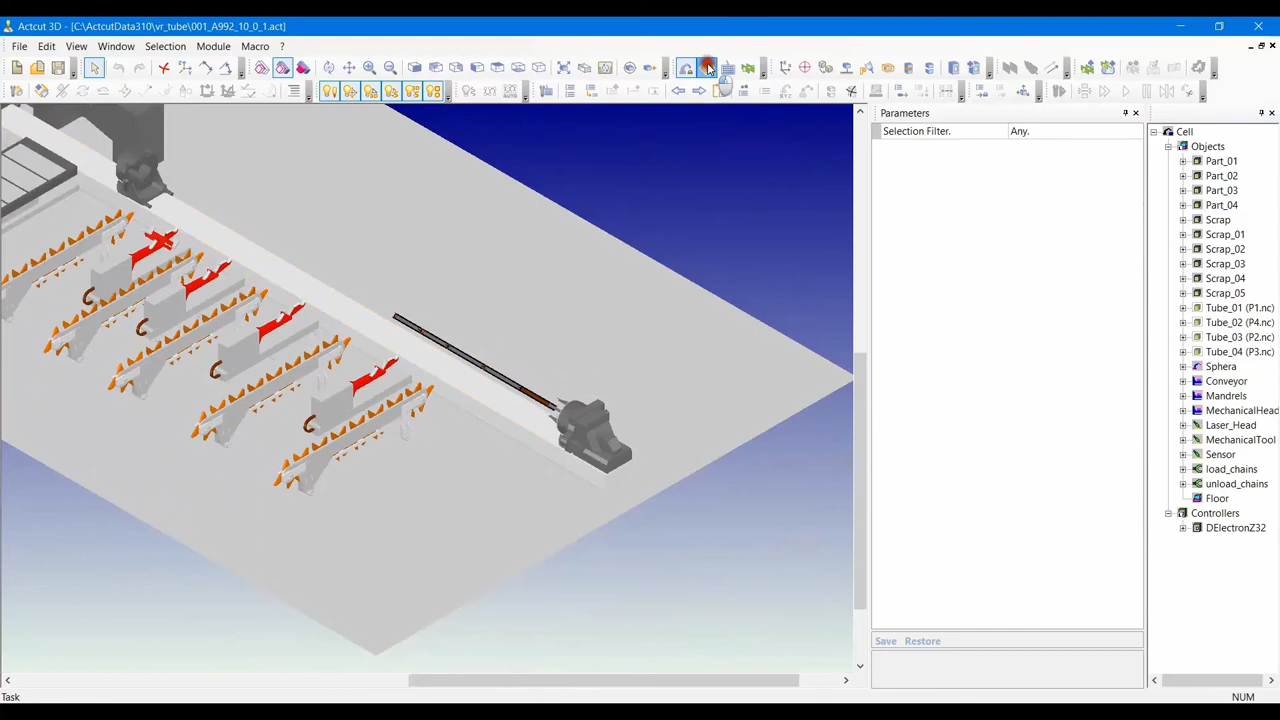 Actcut 3D - [C:\ActcutData310\vr_tube\001_A992_10_0_1.act]
File Edit View Window Selection Module Macro ?
Parameters
Selection Filter. Any.
Save Restore
Cell
Objects
Part_01
Part_02
Part_03
Part_04
Scrap
Scrap_01
Scrap_02
Scrap_03
Scrap_04
Scrap_05
Tube_01 (P1.nc)
Tube_02 (P4.nc)
Tube_03 (P2.nc)
Tube_04 (P3.nc)
Sphera
Conveyor
Mandrels
MechanicalHead
Laser_Head
MechanicalTool
Sensor
load_chains
unload_chains
Floor
Controllers
DElectronZ32
Task NUM